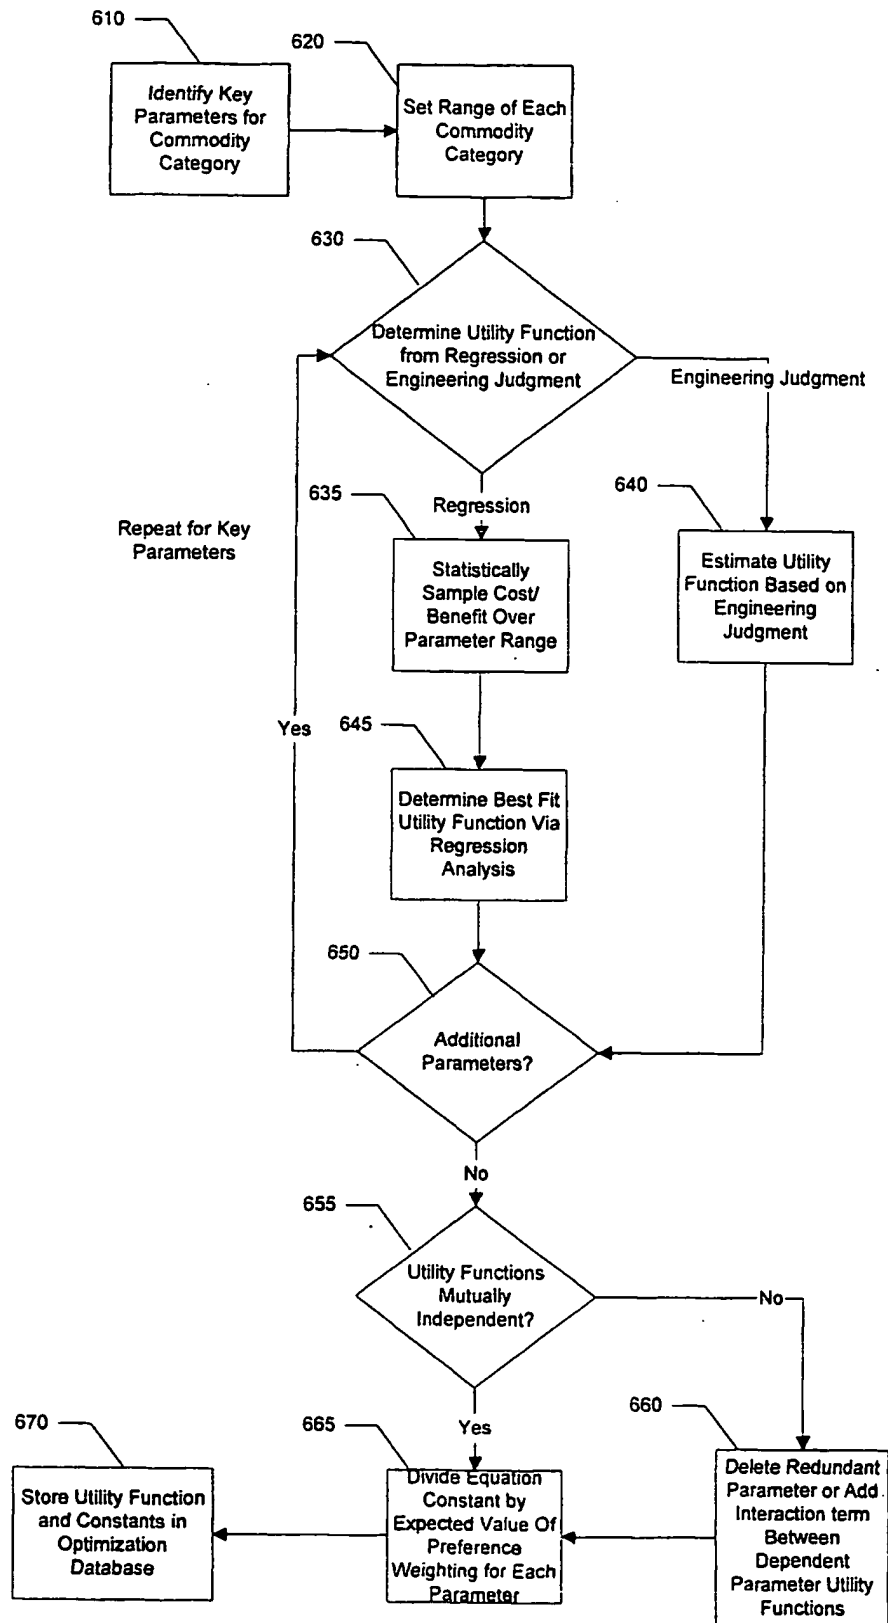 610
Identify Key
Parameters for
Commodity
Category
620
Set Range of Each
Commodity
Category
630
Determine Utility Function
from Regression or
Engineering Judgment
Engineering Judgment
Regression
635
Statistically
Sample Cost/
Benefit Over
Parameter Range
640
Estimate Utility
Function Based on
Engineering
Judgment
Repeat for Key
Parameters
Yes
645
Determine Best Fit
Utility Function Via
Regression
Analysis
650
Additional
Parameters?
No
655
Utility Functions
Mutually
Independent?
No
Yes
660
Delete Redundant
Parameter or Add
Interaction term
Between
Dependent
Parameter Utility
Functions
665
Divide Equation
Constant by
Expected Value Of
Preference
Weighting for Each
Parameter
670
Store Utility Function
and Constants in
Optimization
Database